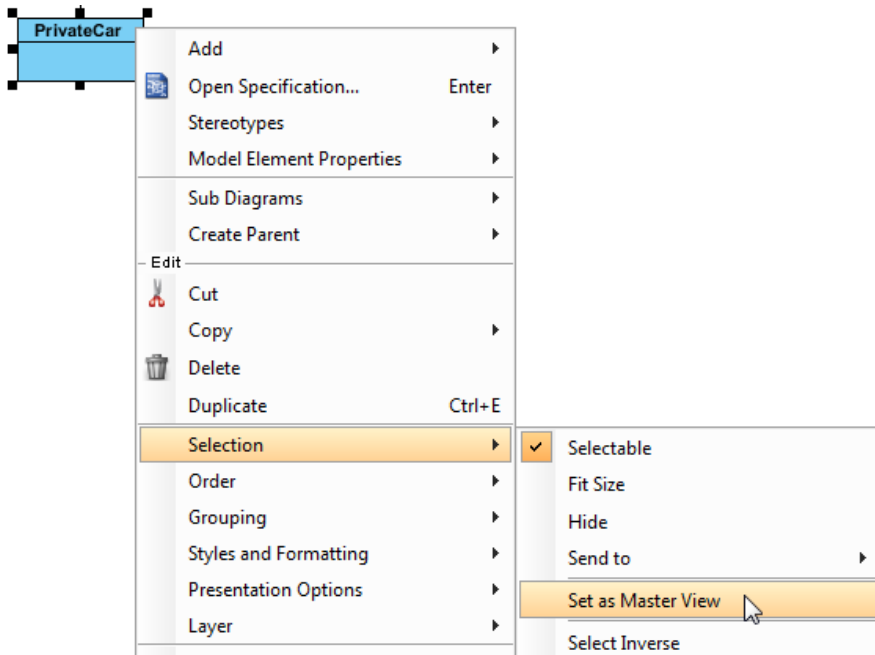 PrivateCar
Add
Open Specification... Enter
Stereotypes
Model Element Properties
Sub Diagrams
Create Parent
Edit
Cut
Copy
Delete
Duplicate Ctrl+E
Selection
Order
Grouping
Styles and Formatting
Presentation Options
Layer
Selectable
Fit Size
Hide
Send to
Set as Master View
Select Inverse